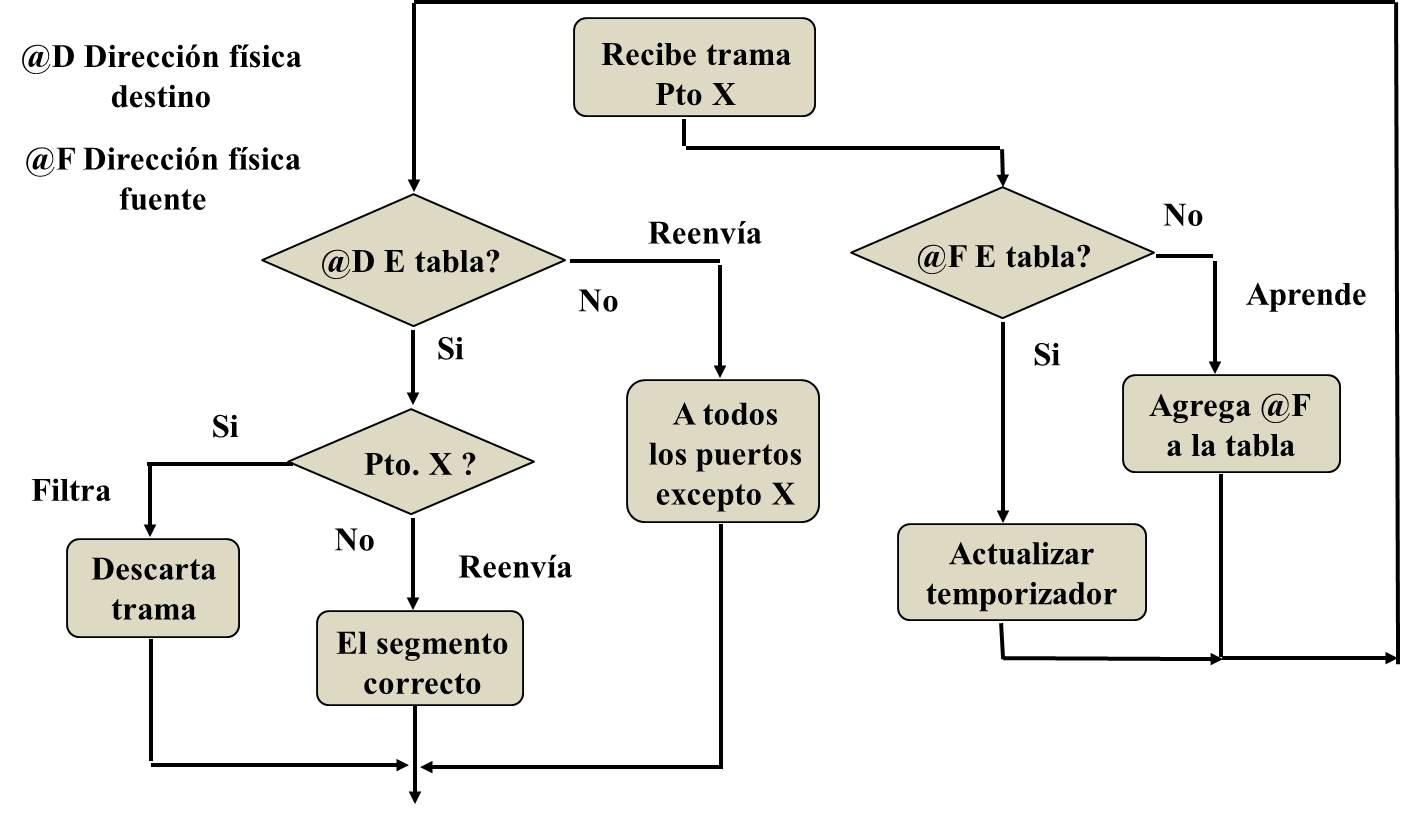 @D Dirección física
destino
@F Dirección física
fuente
Recibe trama
Pto X
@F E tabla?
No
Aprende
Si
Agrega @F
a la tabla
Actualizar
temporizador
@D E tabla?
Reenvía
No
Si
A todos
los puertos
excepto X
Pto. X ?
Si
Filtra
Descarta
trama
No
Reenvía
El segmento
correcto